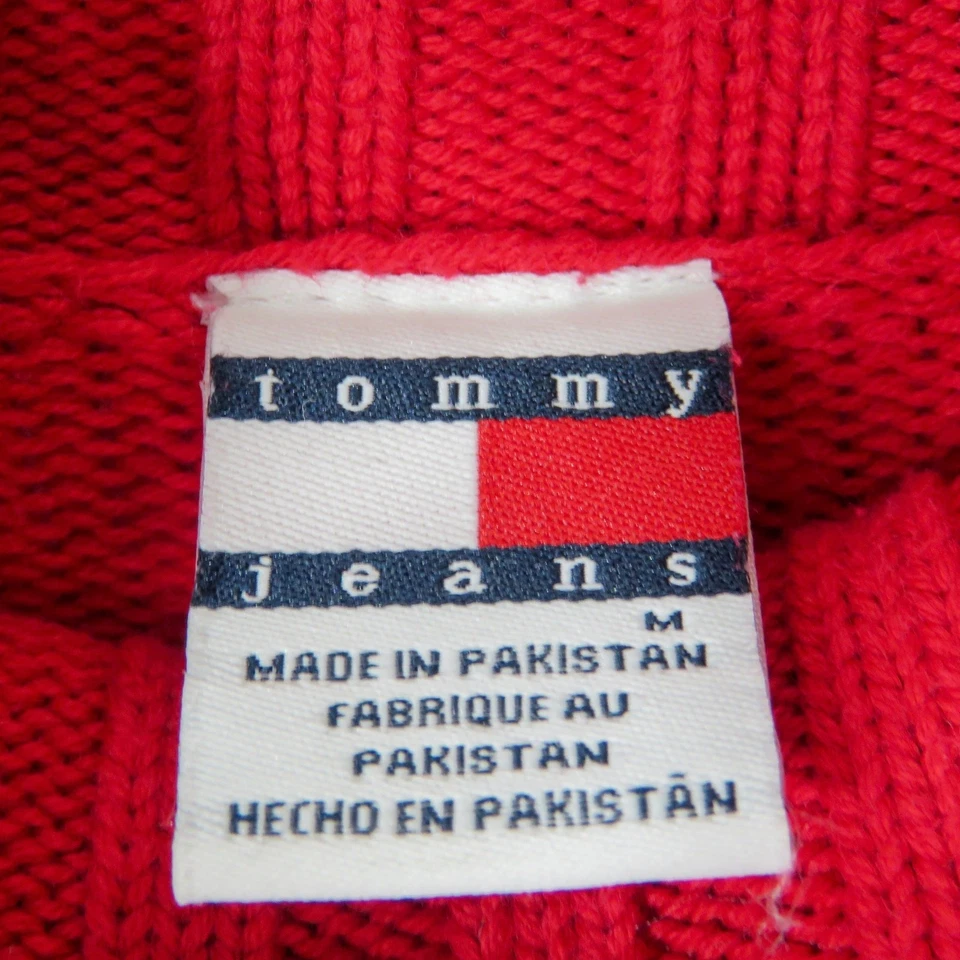 tommy
jeans
M
MADE IN PAKISTAN
FABRIQUE AU
PAKISTAN
HECHO EN PAKISTÃN